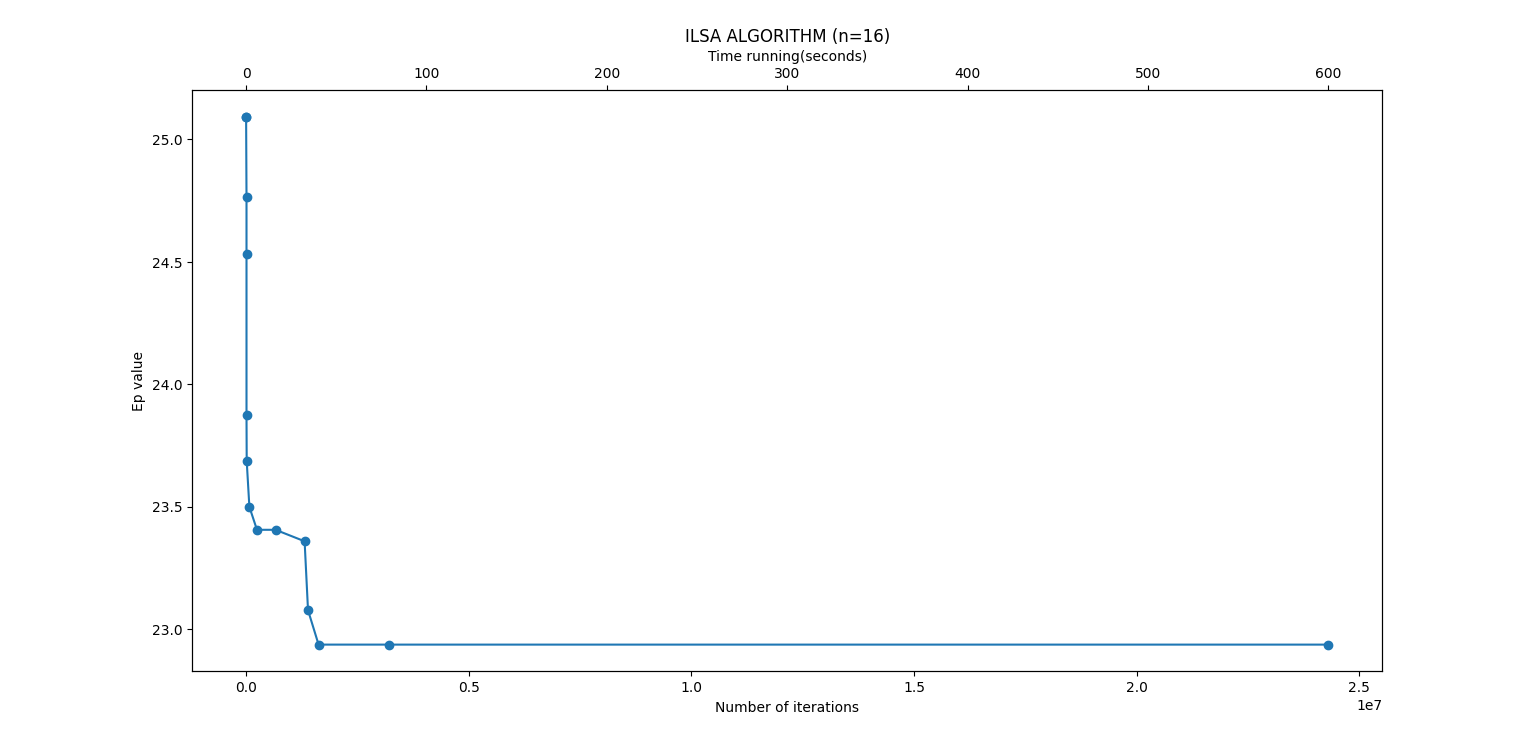 ILSA ALGORITHM (n=16)
Time running(seconds)
0 100 200 300 400 500 600
25.0
24.5
24.0
23.5
23.0
Ep value
0.0 0.5 1.0 1.5 2.0 2.5
1e7
Number of iterations